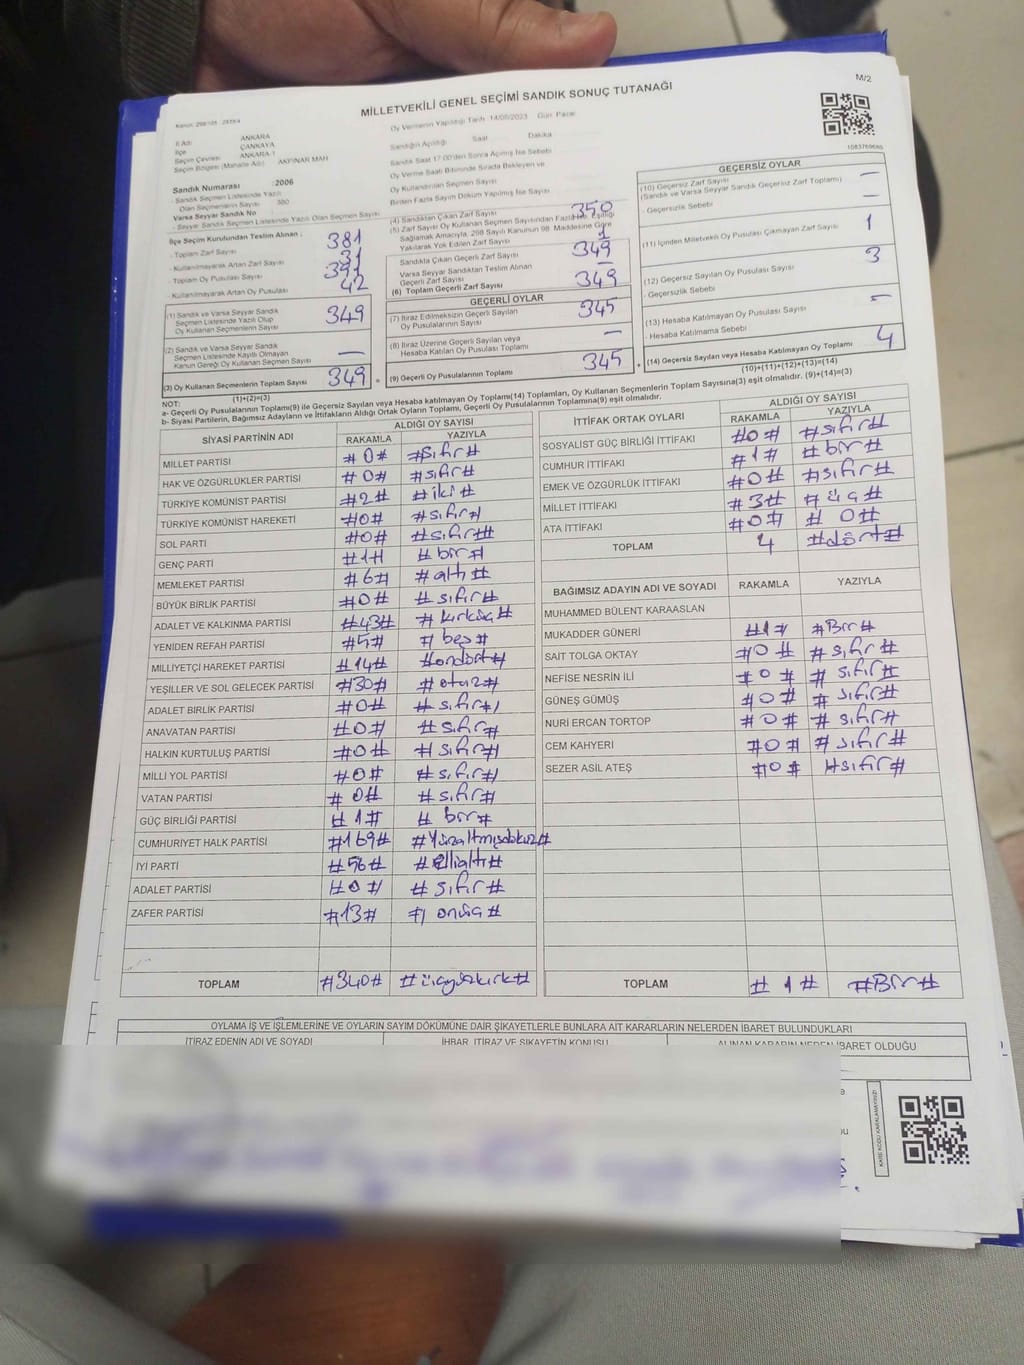 MİLLETVEKİLİ GENEL SEÇİMİ SANDIK SONUÇ TUTANAĞI
M/2
İl Adı ANKARA
İlçe ÇANKAYA
Seçim Çevresi ANKARA-1
Seçim Bölgesi (Mahalle Adı) : AKPINAR MAH
Sandık Numarası :2006
- Sandık Seçmen Listesinde Yazılı
Olan Seçmenlerin Sayısı 380
Varsa Seyyar Sandık No
- Seyyar Sandık Seçmen Listesinde Yazılı Olan Seçmen Sayısı
İlçe Seçim Kurulundan Teslim Alınan ;
- Toplam Zarf Sayısı 381
- Kullanılmayarak Artan Zarf Sayısı 31
- Toplam Oy Pusulası Sayısı 391
- Kullanılmayarak Artan Oy Pusulası 42
(1) Sandık ve Varsa Seyyar Sandık
Seçmen Listesinde Yazılı Olup
Oy Kullanan Seçmenlerin Sayısı 349
(2) Sandık ve Varsa Seyyar Sandık
Seçmen Listesinde Kayıtlı Olmayan
Kanun Gereği Oy Kullanan Seçmen Sayısı —
(3) Oy Kullanan Seçmenlerin Toplam Sayısı 349
(1)+(2)=(3)
Oy Vermenin Yapıldığı Tarih 14/05/2023 Gün: Pazar
Sandığın Açıldığı Saat Dakika
Sandık Saat 17:00'den Sonra Açılmış İse Sebebi
Oy Verme Saati Bitiminde Sırada Bekleyen ve
Oy Kullandırılan Seçmen Sayısı
Birden Fazla Sayım Döküm Yapılmış İse Sayısı
(4) Sandıktan Çıkan Zarf Sayısı 350
(5) Zarf Sayısı Oy Kullanan Seçmen Sayısından Fazla İse, Eşitliği
Sağlamak Amacıyla, 298 Sayılı Kanunun 98. Maddesine Göre
Yakılarak Yok Edilen Zarf Sayısı 1
Sandıkta Çıkan Geçerli Zarf Sayısı 349
Varsa Seyyar Sandıktan Teslim Alınan
Geçerli Zarf Sayısı —
(6) Toplam Geçerli Zarf Sayısı 349
GEÇERLİ OYLAR
(7) İtiraz Edilmeksizin Geçerli Sayılan
Oy Pusulalarının Sayısı 345
(8) İtiraz Üzerine Geçerli Sayılan veya
Hesaba Katılan Oy Pusulası Toplamı —
(9) Geçerli Oy Pusulalarının Toplamı 345
1083769680
GEÇERSİZ OYLAR
(10) Geçersiz Zarf Sayısı
(Sandık ve Varsa Seyyar Sandık Geçersiz Zarf Toplamı) —
- Geçersizlik Sebebi —
(11) İçinden Milletvekili Oy Pusulası Çıkmayan Zarf Sayısı 1
(12) Geçersiz Sayılan Oy Pusulası Sayısı 3
- Geçersizlik Sebebi
(13) Hesaba Katılmayan Oy Pusulası Sayısı —
- Hesaba Katılmama Sebebi
(14) Geçersiz Sayılan veya Hesaba Katılmayan Oy Toplamı 4
(10)+(11)+(12)+(13)=(14)
NOT:
a- Geçerli Oy Pusulalarının Toplamı(9) ile Geçersiz Sayılan veya Hesaba katılmayan Oy Toplam(14) Toplamları, Oy Kullanan Seçmenlerin Toplam Sayısına(3) eşit olmalıdır. (9)+(14)=(3)
b- Siyasi Partilerin, Bağımsız Adayların ve İttifakların Aldığı Ortak Oyların Toplamı, Geçerli Oy Pusulalarının Toplamına(9) eşit olmalıdır.
SİYASİ PARTİNİN ADI ALDIĞI OY SAYISI
RAKAMLA YAZIYLA
MİLLET PARTİSİ #0# #sıfır#
HAK VE ÖZGÜRLÜKLER PARTİSİ #0# #sıfır#
TÜRKİYE KOMÜNİST PARTİSİ #2# #iki#
TÜRKİYE KOMÜNİST HAREKETİ #0# #sıfır#
SOL PARTİ #0# #sıfır#
GENÇ PARTİ #1# #bir#
MEMLEKET PARTİSİ #6# #altı#
BÜYÜK BİRLİK PARTİSİ #0# #sıfır#
ADALET VE KALKINMA PARTİSİ #43# #kırküç#
YENİDEN REFAH PARTİSİ #5# #beş#
MİLLİYETÇİ HAREKET PARTİSİ #14# #ondört#
YEŞİLLER VE SOL GELECEK PARTİSİ #30# #otuz#
ADALET BİRLİK PARTİSİ #0# #sıfır#
ANAVATAN PARTİSİ #0# #sıfır#
HALKIN KURTULUŞ PARTİSİ #0# #sıfır#
MİLLİ YOL PARTİSİ #0# #sıfır#
VATAN PARTİSİ #0# #sıfır#
GÜÇ BİRLİĞİ PARTİSİ #1# #bir#
CUMHURİYET HALK PARTİSİ #169# #Yüzaltmışdokuz#
İYİ PARTİ #56# #ellialtı#
ADALET PARTİSİ #0# #sıfır#
ZAFER PARTİSİ #13# #onüç#
TOPLAM #340# #üçyüzkırk#
İTTİFAK ORTAK OYLARI ALDIĞI OY SAYISI
RAKAMLA YAZIYLA
SOSYALİST GÜÇ BİRLİĞİ İTTİFAKI #0# #sıfır#
CUMHUR İTTİFAKI #1# #bir#
EMEK VE ÖZGÜRLÜK İTTİFAKI #0# #sıfır#
MİLLET İTTİFAKI #3# #üç#
ATA İTTİFAKI #0# #0#
TOPLAM 4 #dört#
BAĞIMSIZ ADAYIN ADI VE SOYADI RAKAMLA YAZIYLA
MUHAMMED BÜLENT KARAASLAN
MUKADDER GÜNERİ #1# #Bir#
SAİT TOLGA OKTAY #0# #sıfır#
NEFİSE NESRİN İLİ #0# #sıfır#
GÜNEŞ GÜMÜŞ #0# #sıfır#
NURİ ERCAN TORTOP #0# #sıfır#
CEM KAHYERİ #0# #sıfır#
SEZER ASİL ATEŞ #0# #sıfır#
TOPLAM #1# #Bir#
OYLAMA İŞ VE İŞLEMLERİNE VE OYLARIN SAYIM DÖKÜMÜNE DAİR ŞİKAYETLERLE BUNLARA AİT KARARLARIN NELERDEN İBARET BULUNDUKLARI
İTİRAZ EDENİN ADI VE SOYADI İHBAR, İTİRAZ VE ŞİKAYETİN KONUSU ALINAN KARARIN NEDEN İBARET OLDUĞU
KARE KODU KARALAMAYINIZ!